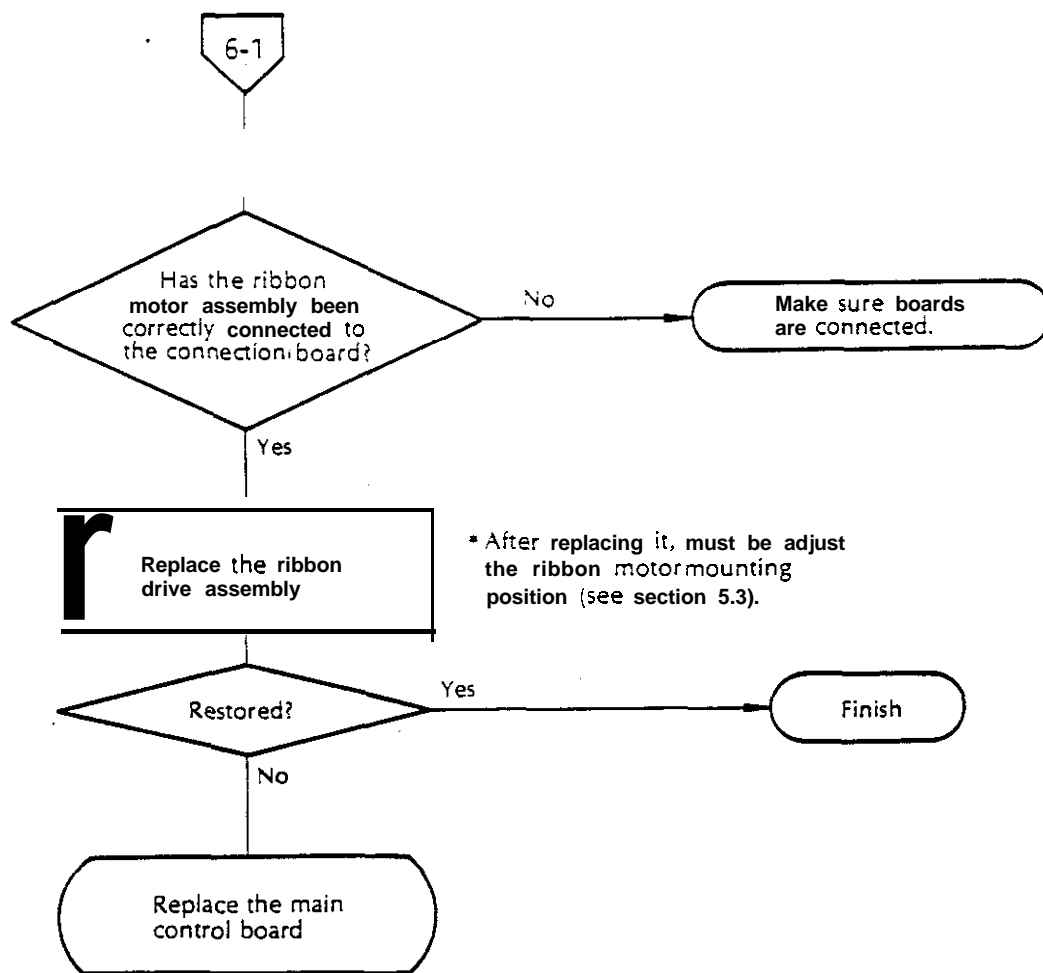 6-1
Has the ribbon
motor assembly been
correctly connected to
the connection board?
No
Make sure boards
are connected.
Yes
Replace the ribbon
drive assembly
* After replacing it, must be adjust
the ribbon motor mounting
position (see section 5.3).
Restored?
Yes
Finish
No
Replace the main
control board